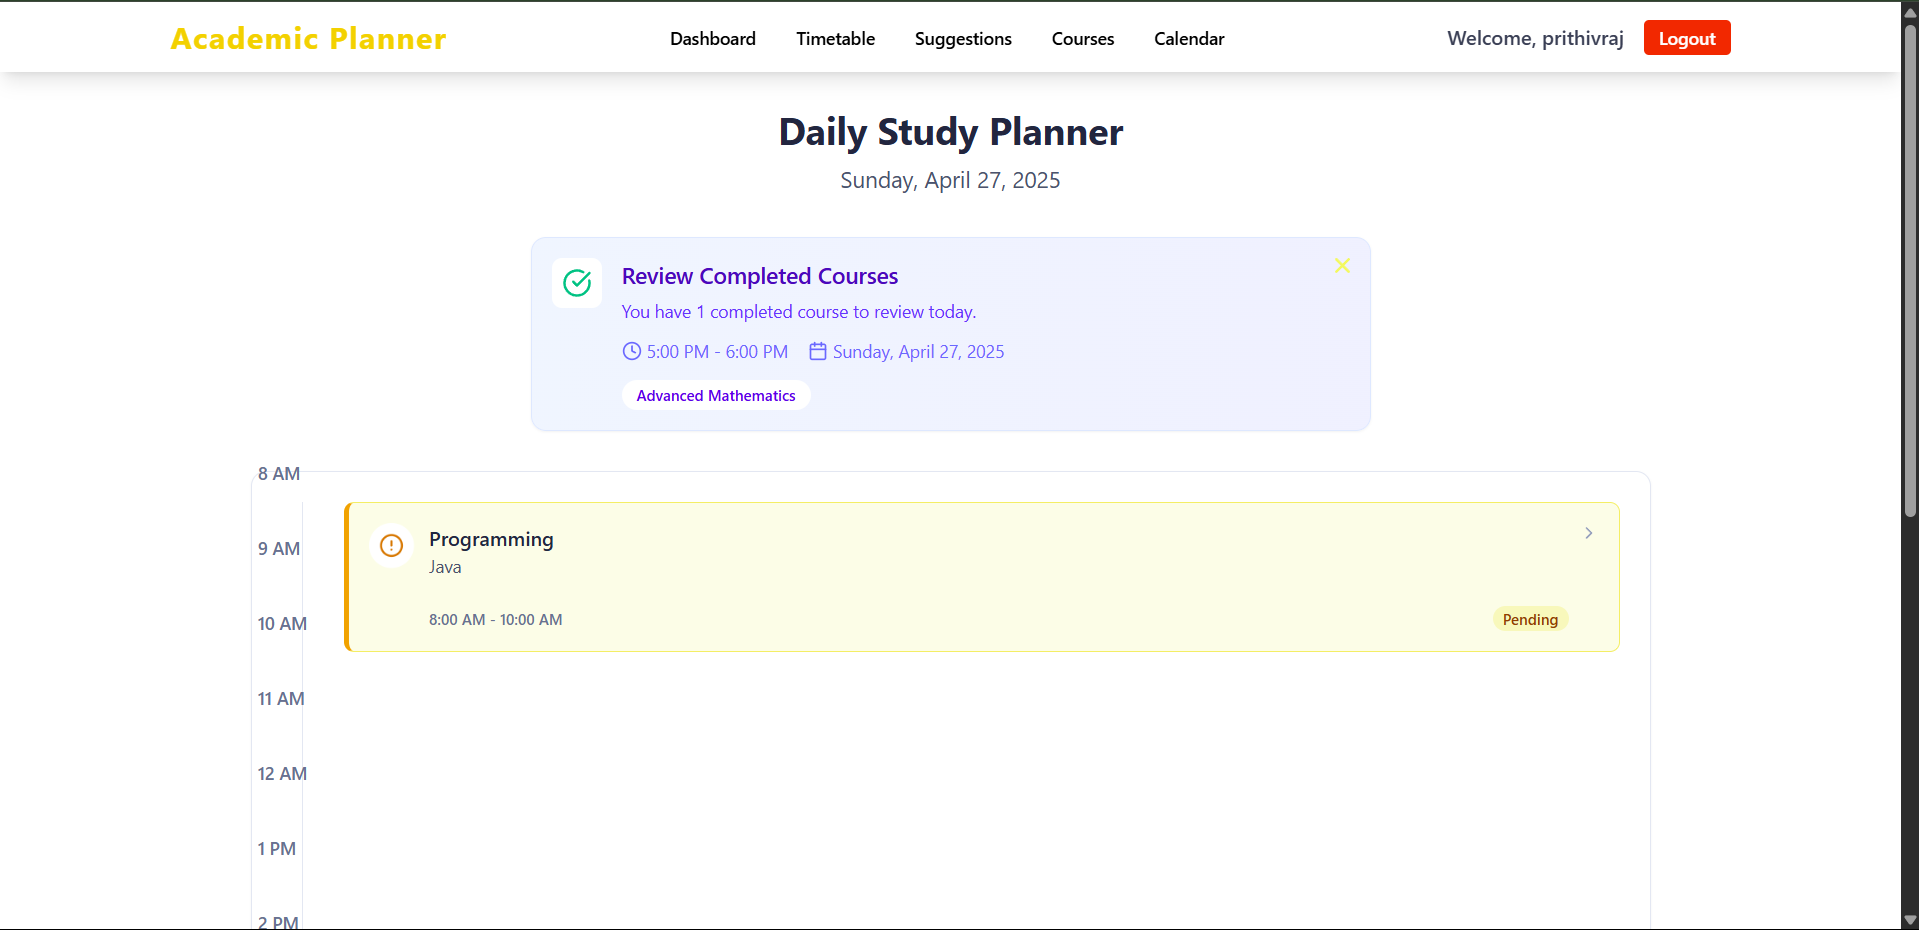 Academic Planner
Dashboard Timetable Suggestions Courses Calendar
Welcome, prithivraj Logout
Daily Study Planner
Sunday, April 27, 2025
Review Completed Courses
You have 1 completed course to review today.
5:00 PM - 6:00 PM Sunday, April 27, 2025
Advanced Mathematics
8 AM
Programming
9 AM
Java
8:00 AM - 10:00 AM Pending
10 AM
11 AM
12 AM
1 PM
2 PM